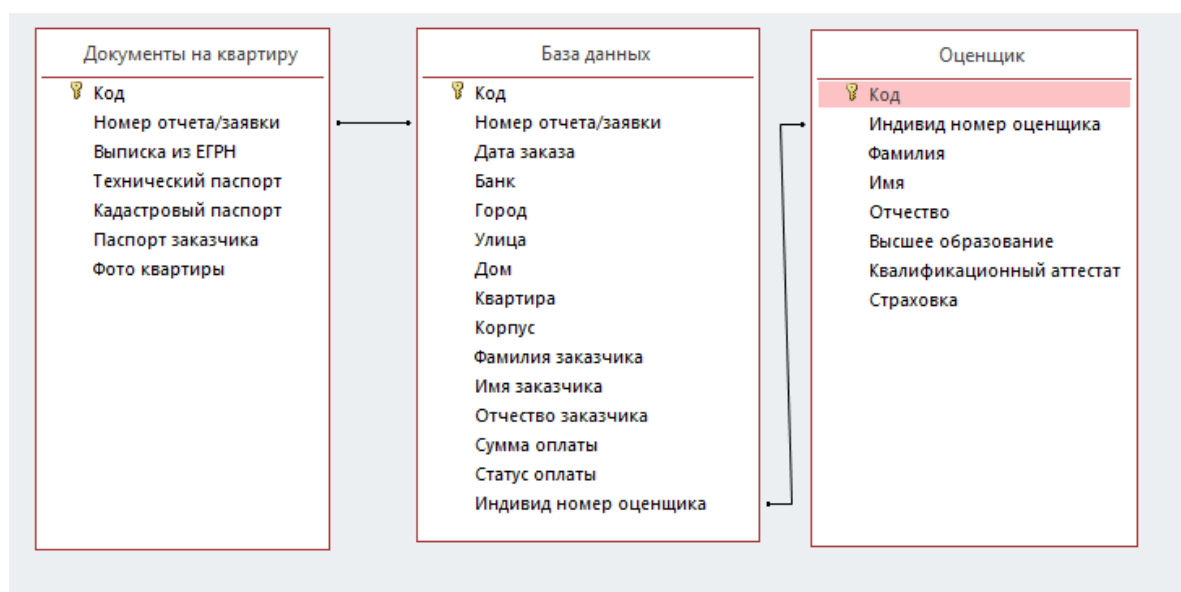 Документы на квартиру
Код
Номер отчета/заявки
Выписка из ЕГРН
Технический паспорт
Кадастровый паспорт
Паспорт заказчика
Фото квартиры
База данных
Код
Номер отчета/заявки
Дата заказа
Банк
Город
Улица
Дом
Квартира
Корпус
Фамилия заказчика
Имя заказчика
Отчество заказчика
Сумма оплаты
Статус оплаты
Индивид номер оценщика
Оценщик
Код
Индивид номер оценщика
Фамилия
Имя
Отчество
Высшее образование
Квалификационный аттестат
Страховка